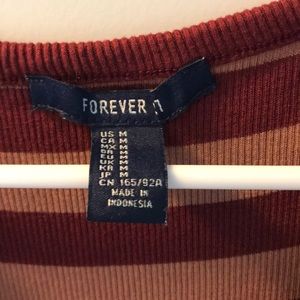 FOREVER 21
US M
CA M
MX M
BR M
EU M
UK M
KR M
JP M
CN 165/92A
MADE IN
INDONESIA